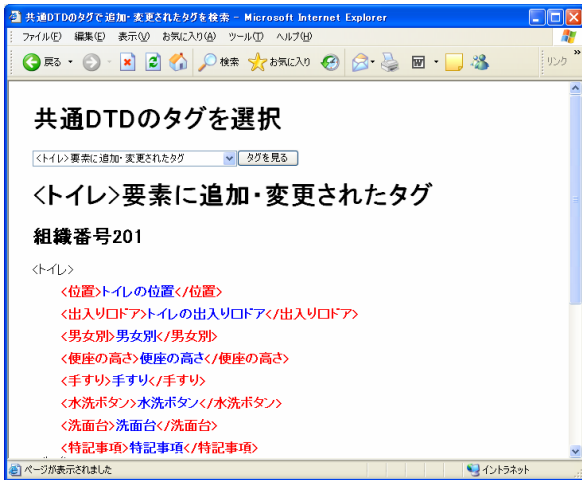 共通DTDのタグで追加・変更されたタグを検索 - Microsoft Internet Explorer
ファイル(F) 編集(E) 表示(V) お気に入り(A) ツール(T) ヘルプ(H)
戻る 検索 お気に入り リンク
共通DTDのタグを選択
<トイレ>要素に追加・変更されたタグ タグを見る
<トイレ>要素に追加・変更されたタグ
組織番号201
<トイレ>
<位置>トイレの位置</位置>
<出入り口ドア>トイレの出入り口ドア</出入り口ドア>
<男女別>男女別</男女別>
<便座の高さ>便座の高さ</便座の高さ>
<手すり>手すり</手すり>
<水洗ボタン>水洗ボタン</水洗ボタン>
<洗面台>洗面台</洗面台>
<特記事項>特記事項</特記事項>
ページが表示されました イントラネット